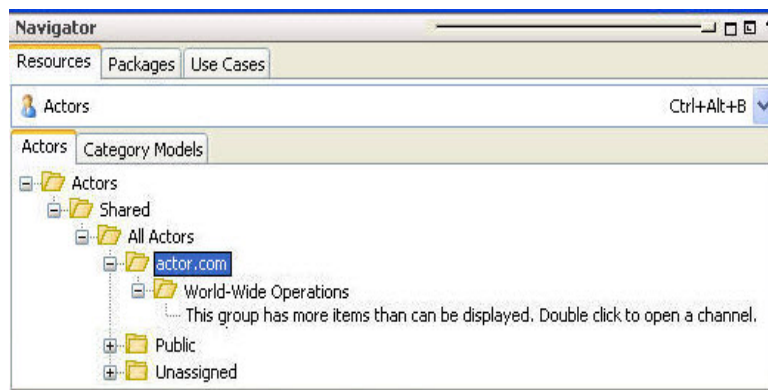 Navigator
Resources Packages Use Cases
Actors Ctrl+Alt+B
Actors Category Models
Actors
Shared
All Actors
actor.com
World-Wide Operations
This group has more items than can be displayed. Double click to open a channel.
Public
Unassigned